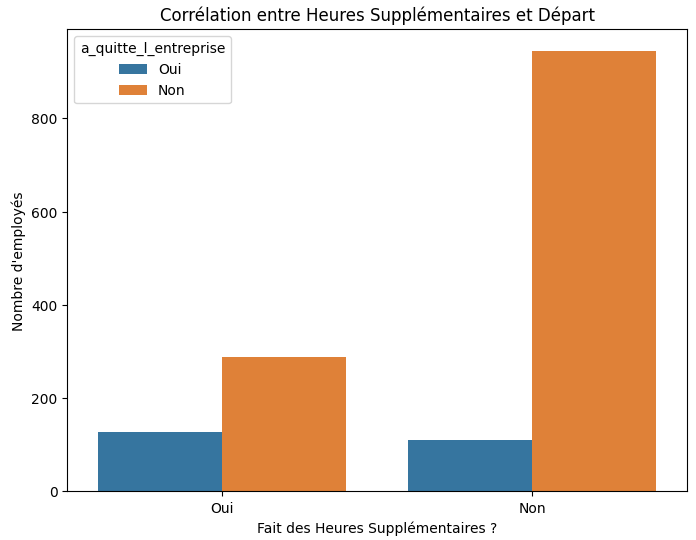 Corrélation entre Heures Supplémentaires et Départ
a_quitte_l_entreprise
Oui
Non
800
600
400
200
0
Nombre d'employés
Oui
Non
Fait des Heures Supplémentaires ?